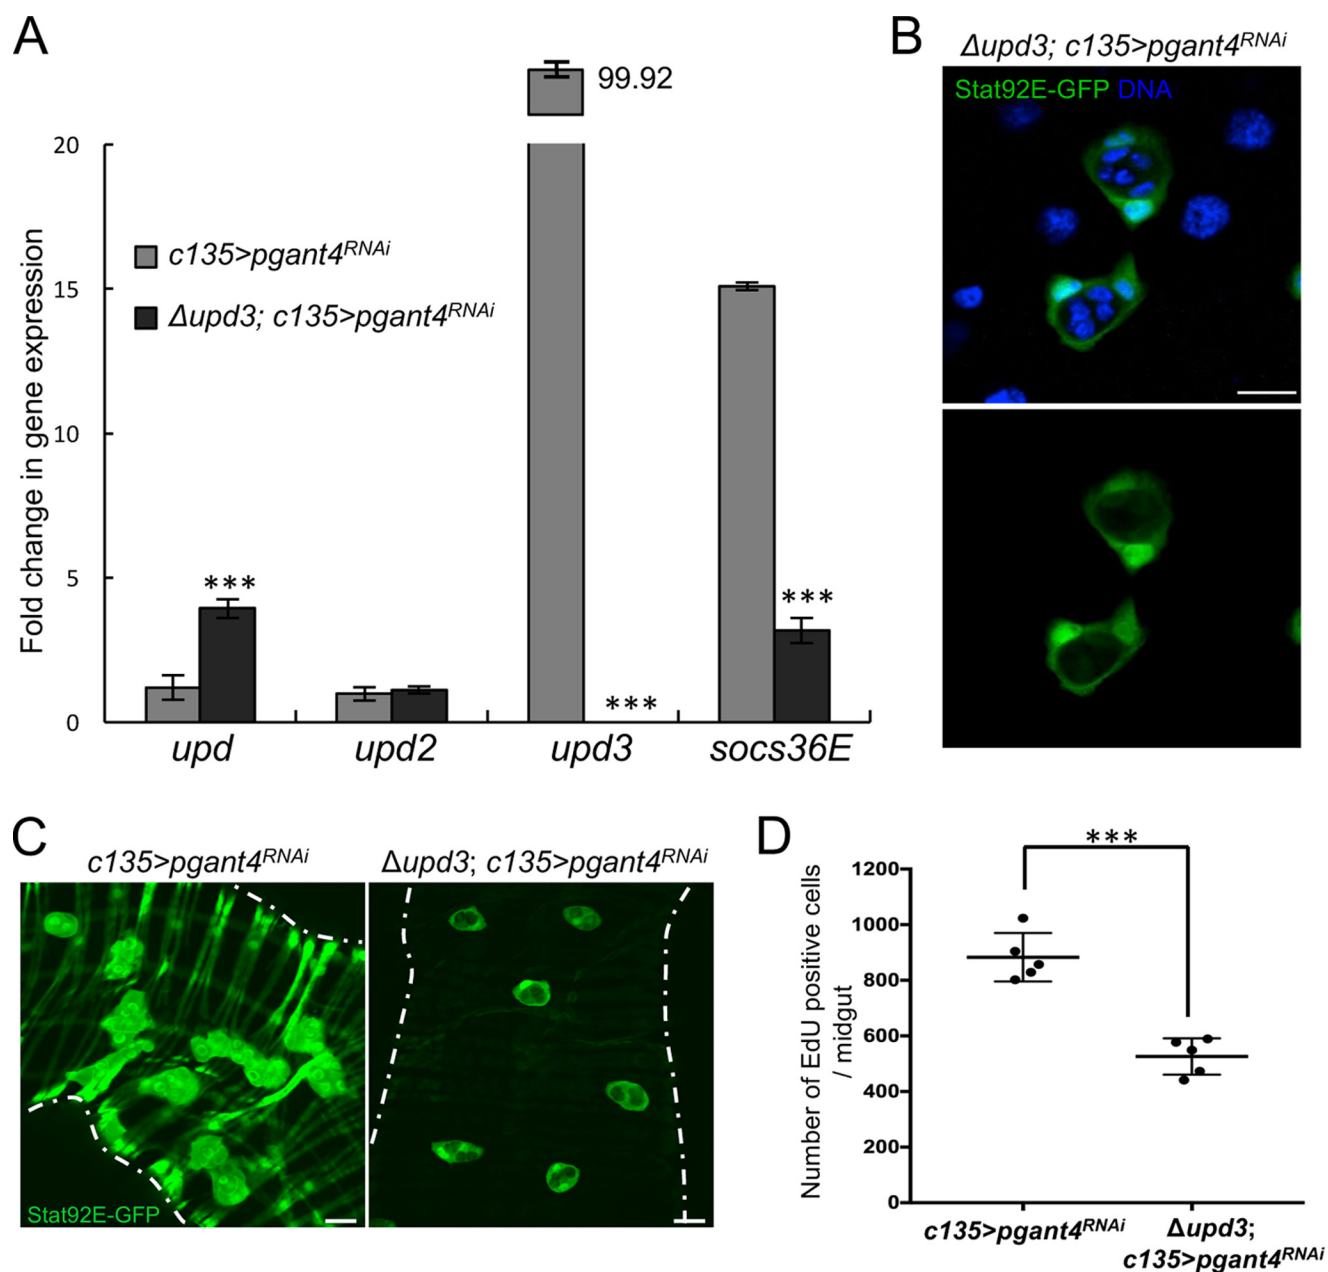 A
99.92
20
15
10
5
0
Fold change in gene expression
c135>pgant4RNAi
Δupd3; c135>pgant4RNAi
***
***
***
upd upd2 upd3 socs36E
B
Δupd3; c135>pgant4RNAi
Stat92E-GFP DNA
C
c135>pgant4RNAi Δupd3; c135>pgant4RNAi
Stat92E-GFP
D
***
1200
1000
800
600
400
200
0
Number of EdU positive cells
/ midgut
c135>pgant4RNAi
Δupd3;
c135>pgant4RNAi